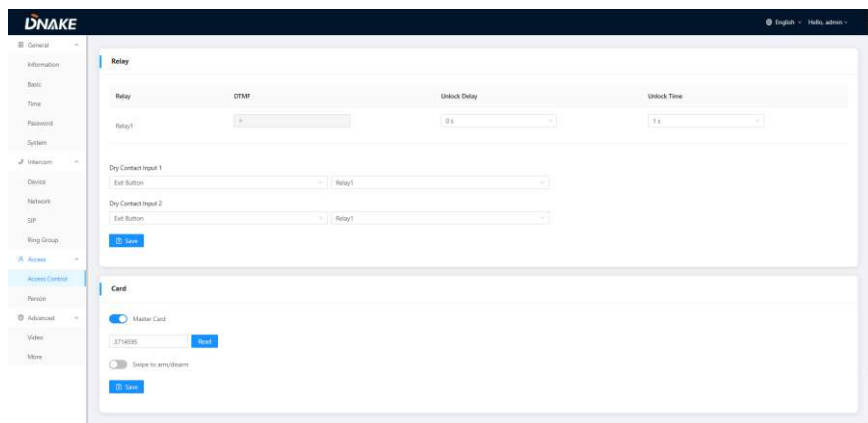 DNAKE
English
Hello, admin
General
Information
Basic
Time
Password
System
Intercom
Device
Network
SIP
Ring Group
Access
Access Control
Person
Advanced
Video
More
Relay
Relay DTMF Unlock Delay Unlock Time
Relay1 0 s 1 s
Dry Contact Input 1
Exit Button Relay1
Dry Contact Input 2
Exit Button Relay1
Save
Card
Master Card
Read
Swipe to arm/disarm
Save